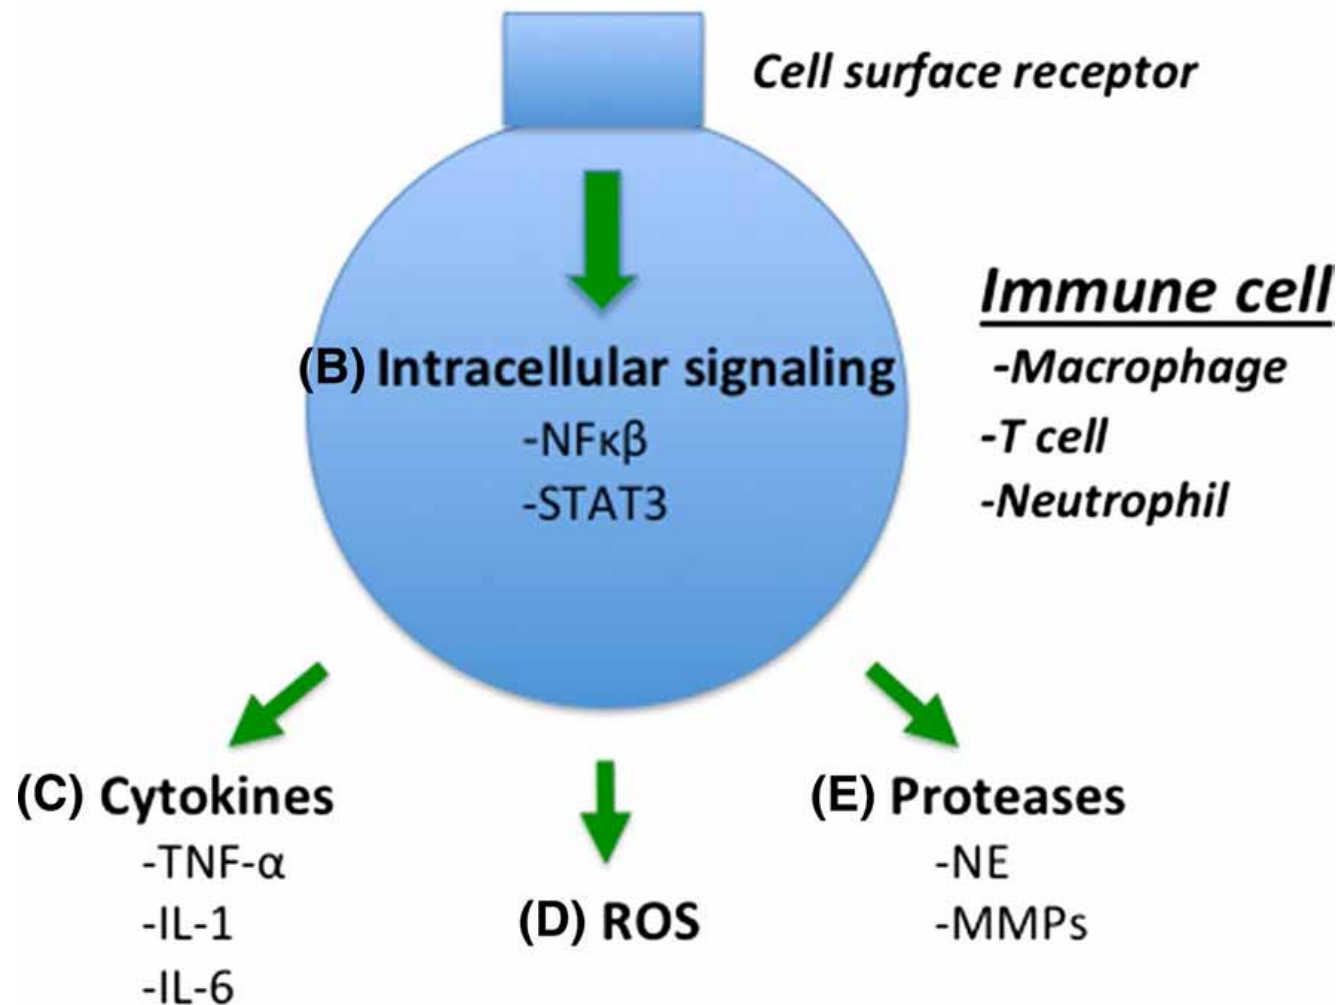 Cell surface receptor
Immune cell
-Macrophage
-T cell
-Neutrophil
(B) Intracellular signaling
-NFκβ
-STAT3
(C) Cytokines
-TNF-α
-IL-1
-IL-6
(D) ROS
(E) Proteases
-NE
-MMPs